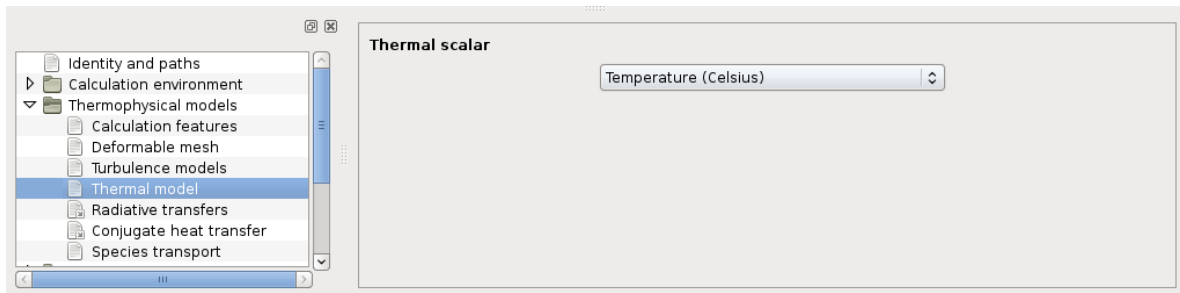 Identity and paths
Calculation environment
Thermophysical models
Calculation features
Deformable mesh
Turbulence models
Thermal model
Radiative transfers
Conjugate heat transfer
Species transport
Thermal scalar
Temperature (Celsius)